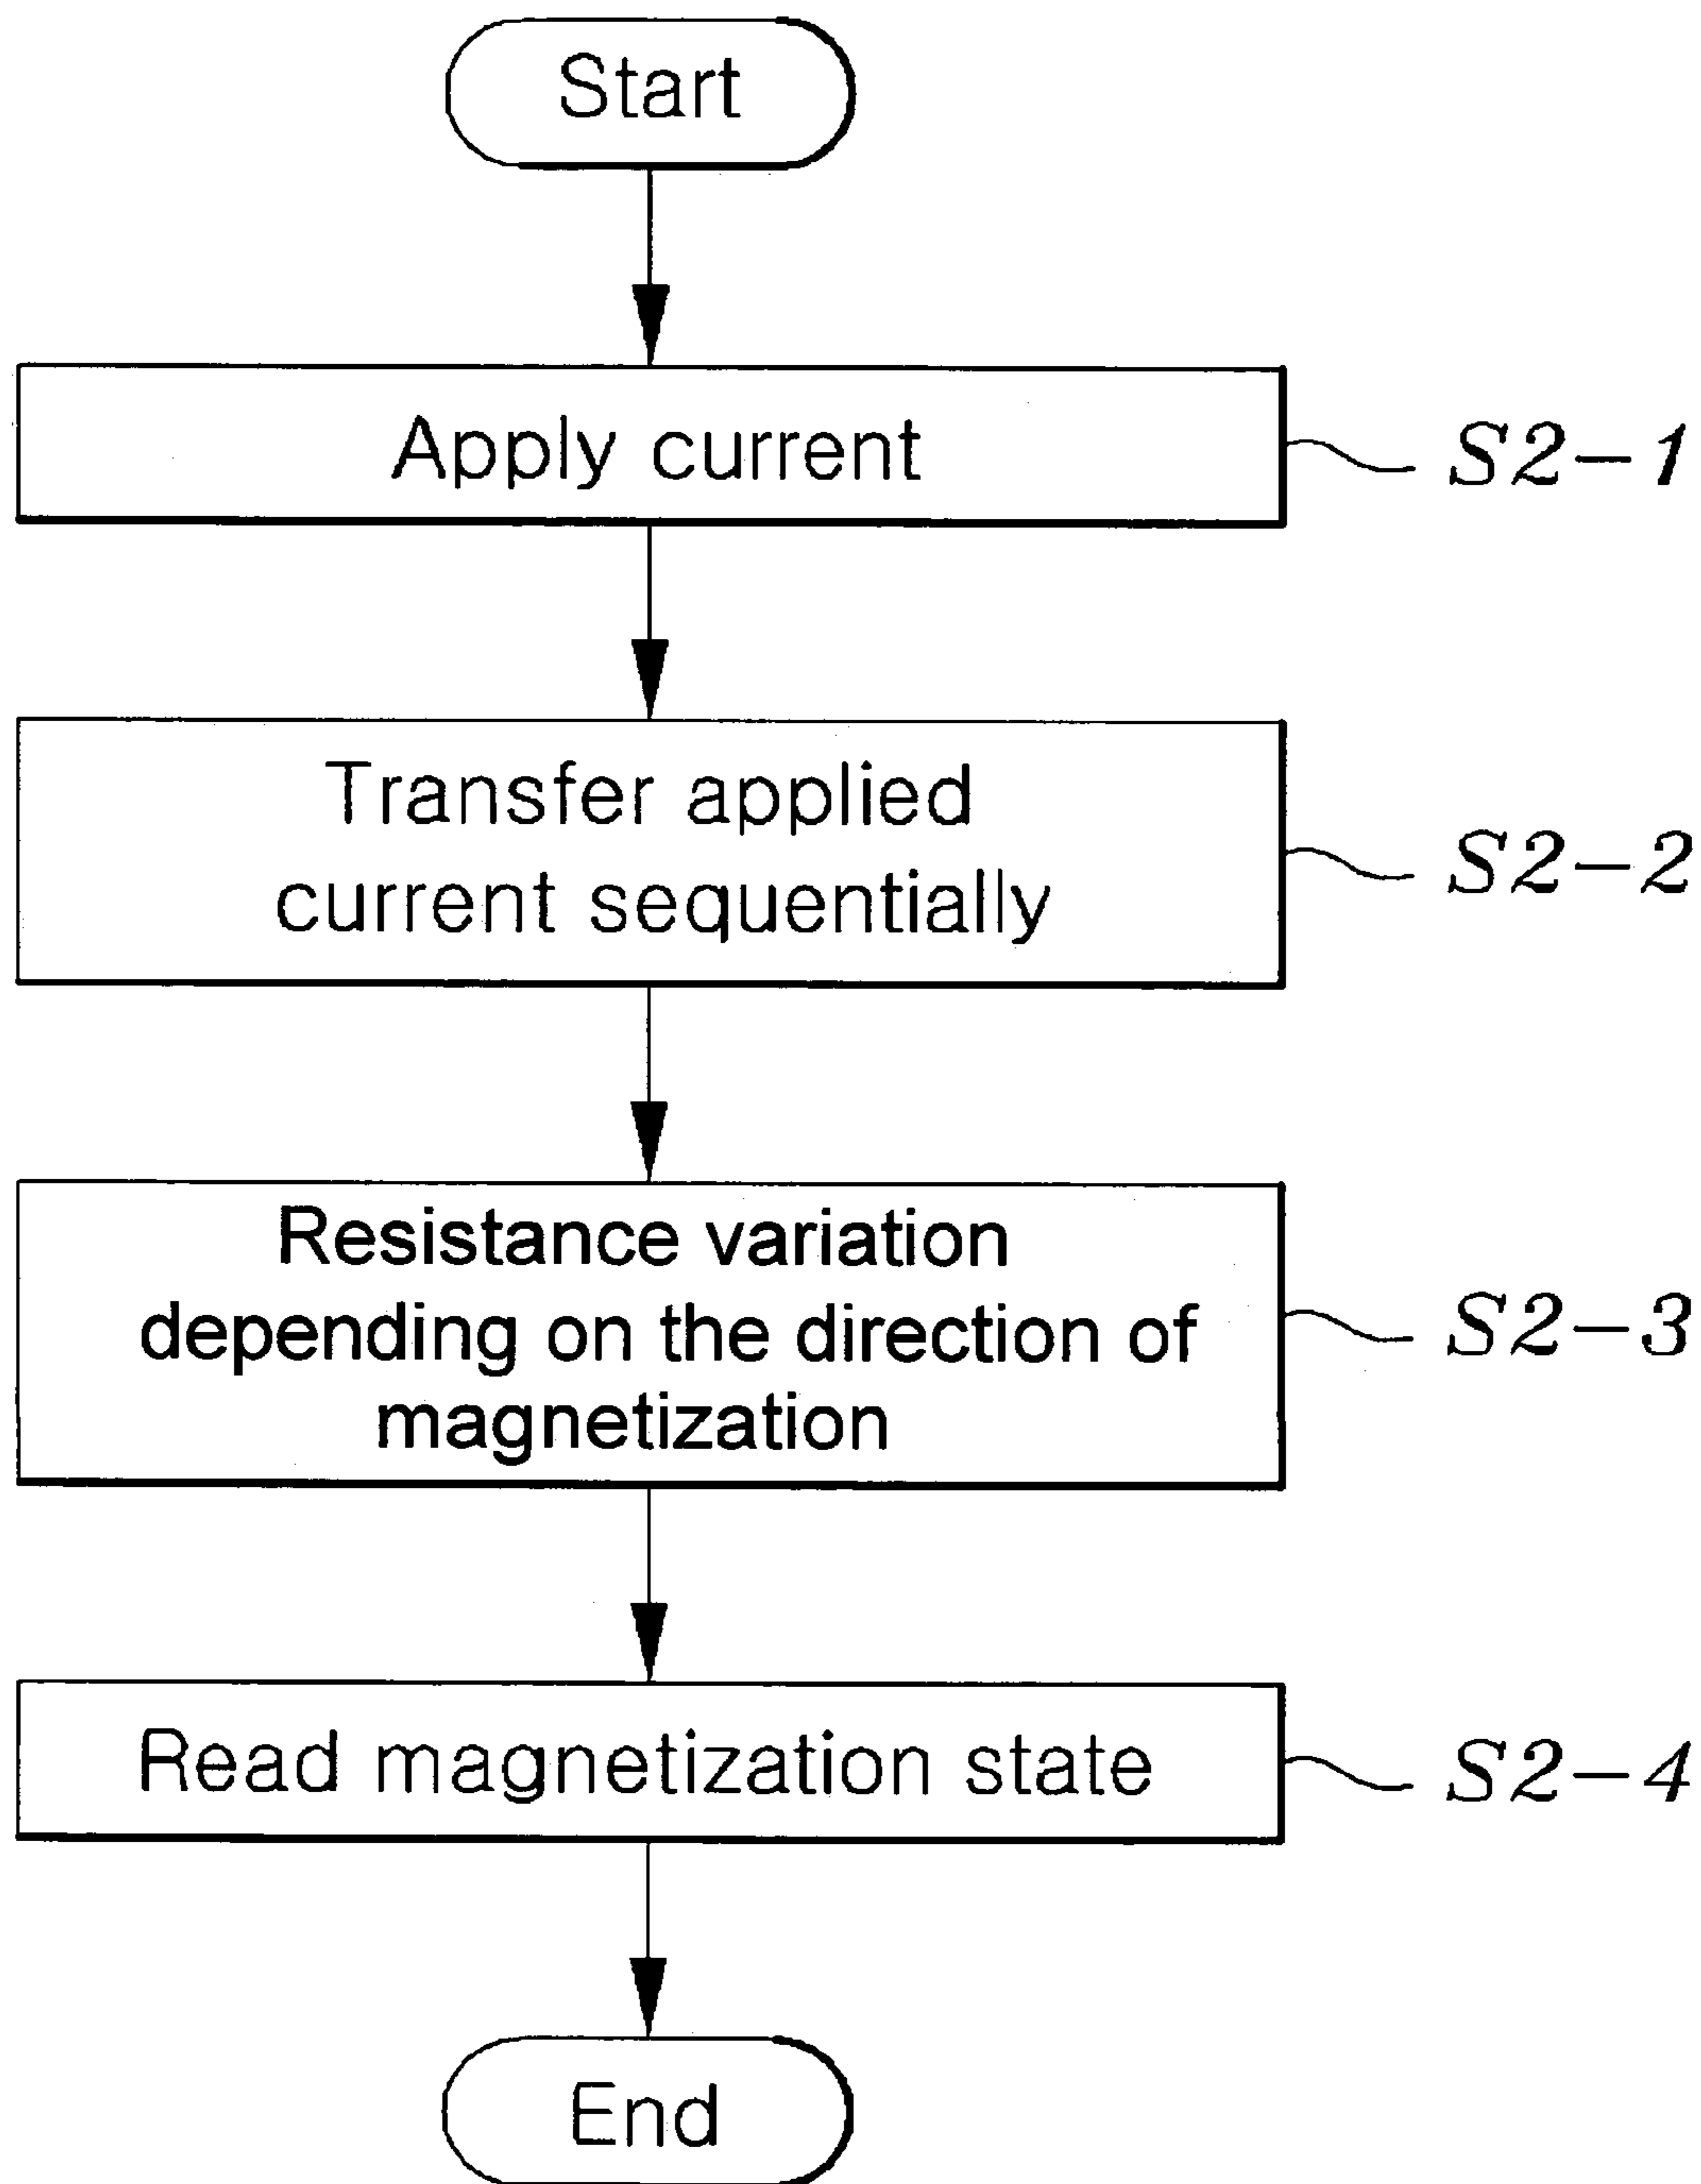 Start
Apply current
S2-1
Transfer applied
current sequentially
S2-2
Resistance variation
depending on the direction of
magnetization
S2-3
Read magnetization state
S2-4
End